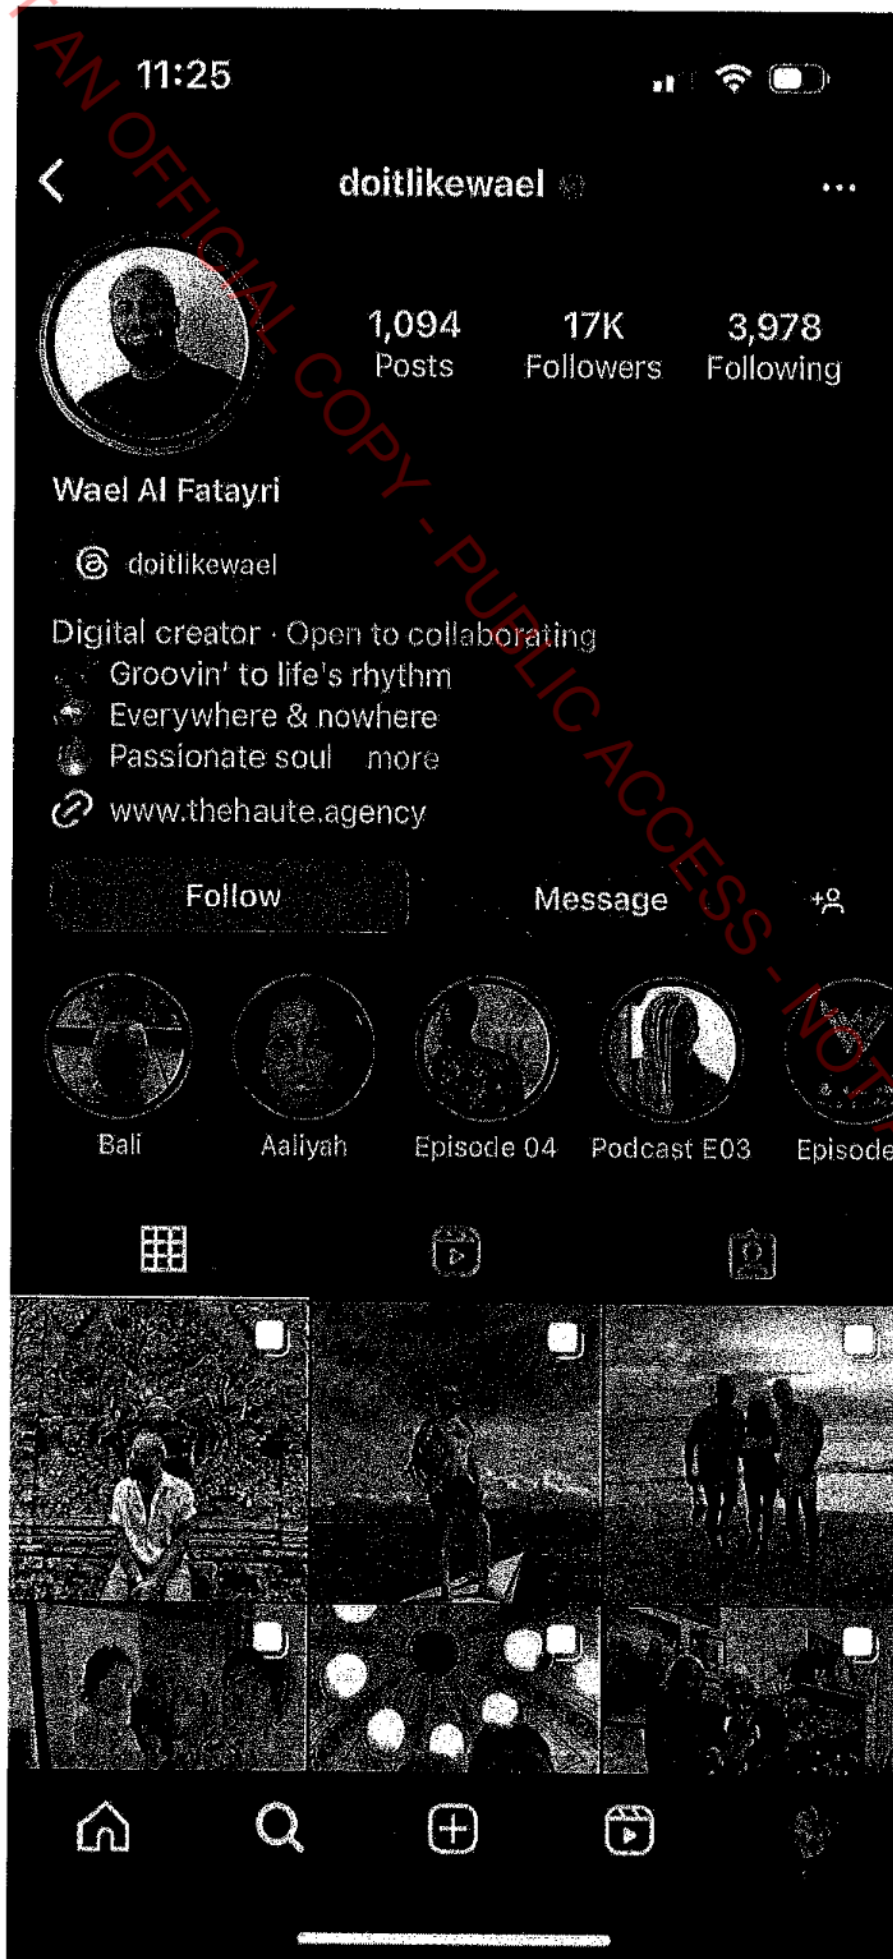 11:25
doitlikewael
1,094 17K 3,978
Posts Followers Following
Wael Al Fatayri
doitlikewael
Digital creator · Open to collaborating
Groovin' to life's rhythm
Everywhere & nowhere
Passionate soul more
www.thehaute.agency
Follow Message
Bali Aaliyah Episode 04 Podcast E03 Episode
AN OFFICIAL COPY - PUBLIC ACCESS -